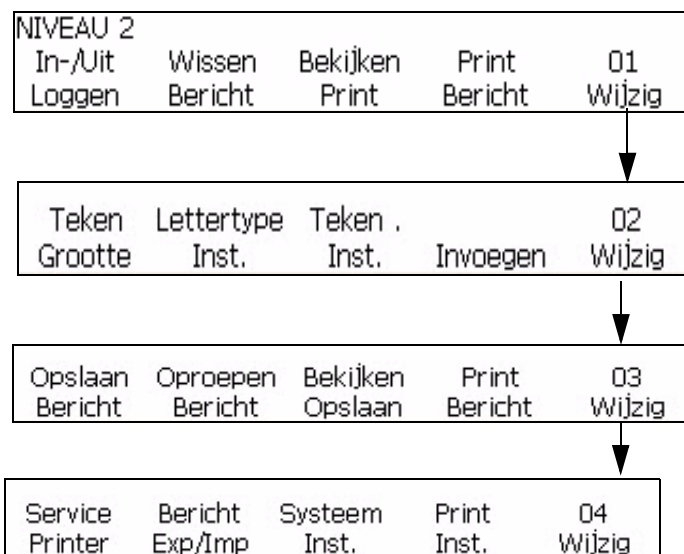 NIVEAU 2
In-/Uit Wissen Bekijken Print 01
Loggen Bericht Print Bericht Wijzig
Teken Lettertype Teken . 02
Grootte Inst. Inst. Invoegen Wijzig
Opslaan Oproepen Bekijken Print 03
Bericht Bericht Opslaan Bericht Wijzig
Service Bericht Systeem Print 04
Printer Exp/Imp Inst. Inst. Wijzig